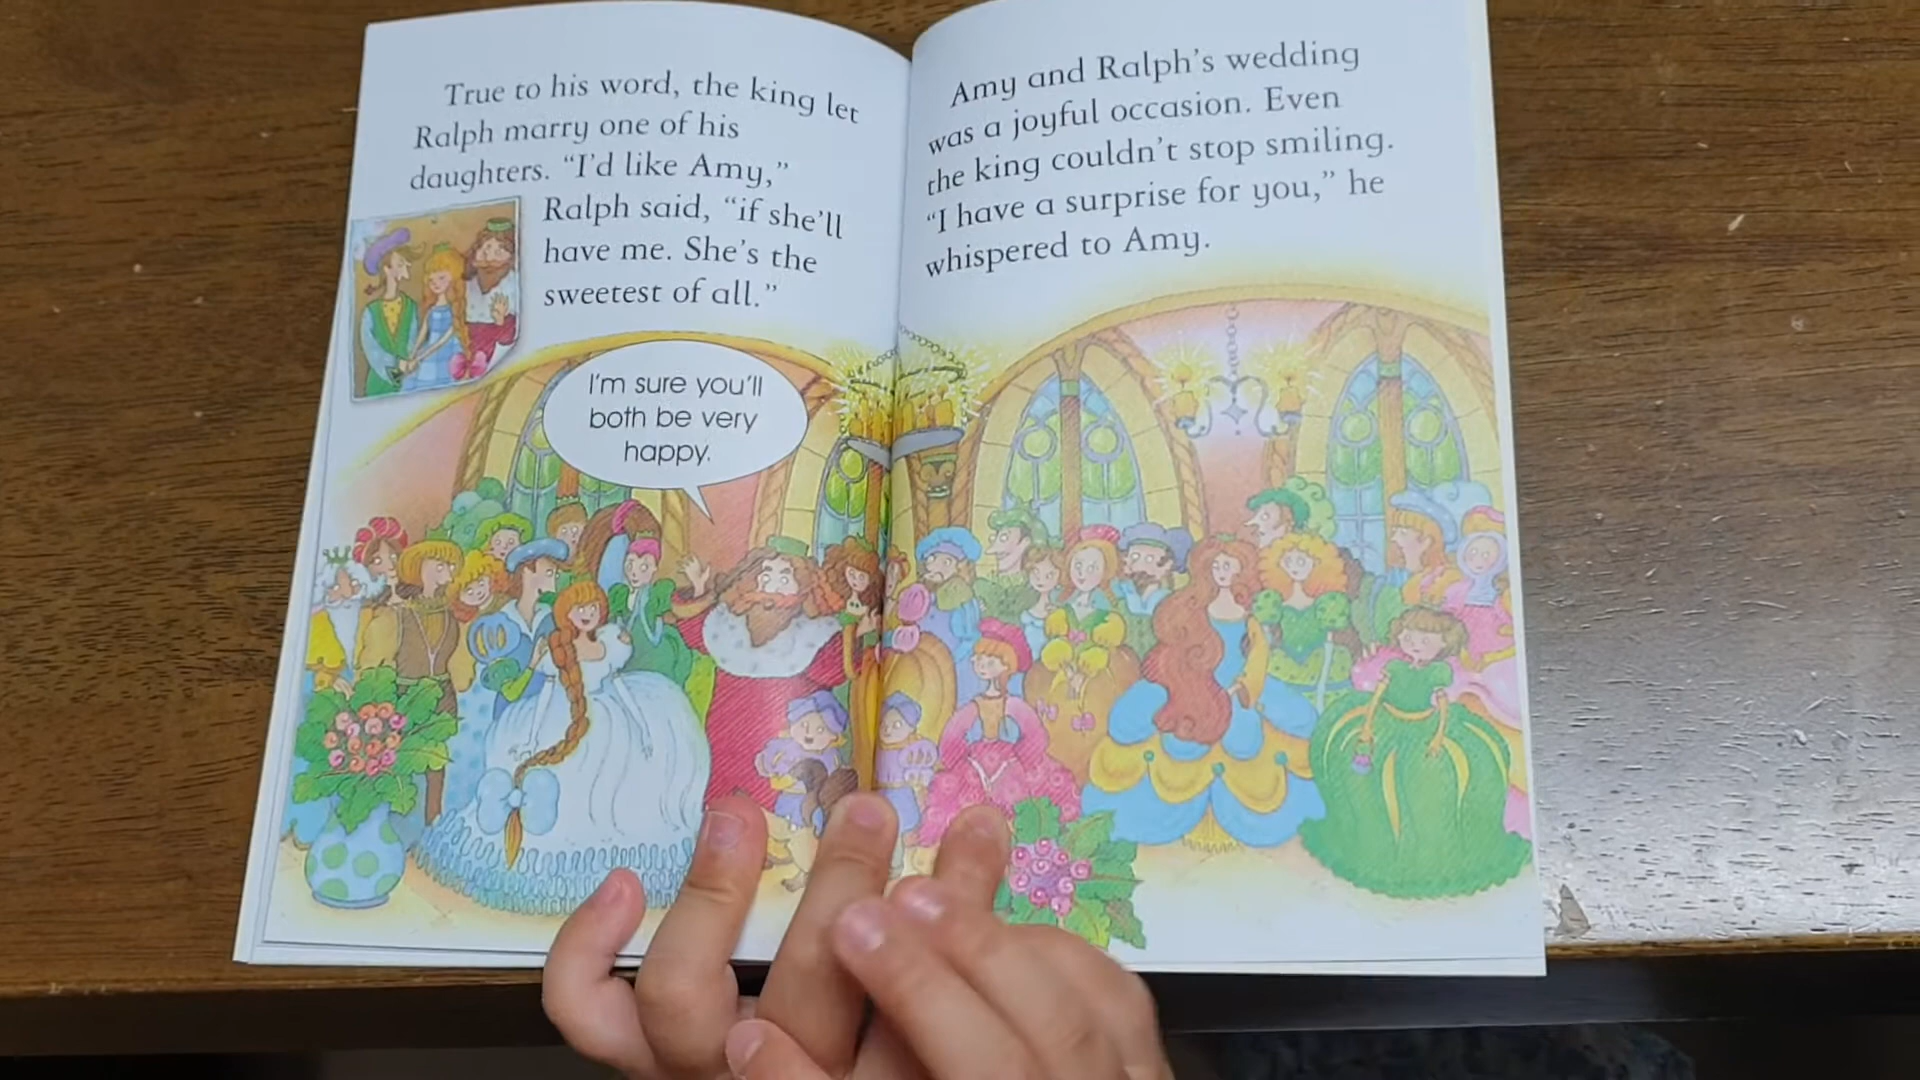 True to his word, the king let
Ralph marry one of his
daughters. “I’d like Amy,”
Ralph said, “if she’ll
have me. She’s the
sweetest of all.”
I’m sure you’ll
both be very
happy.
Amy and Ralph’s wedding
was a joyful occasion. Even
the king couldn’t stop smiling.
“I have a surprise for you,” he
whispered to Amy.